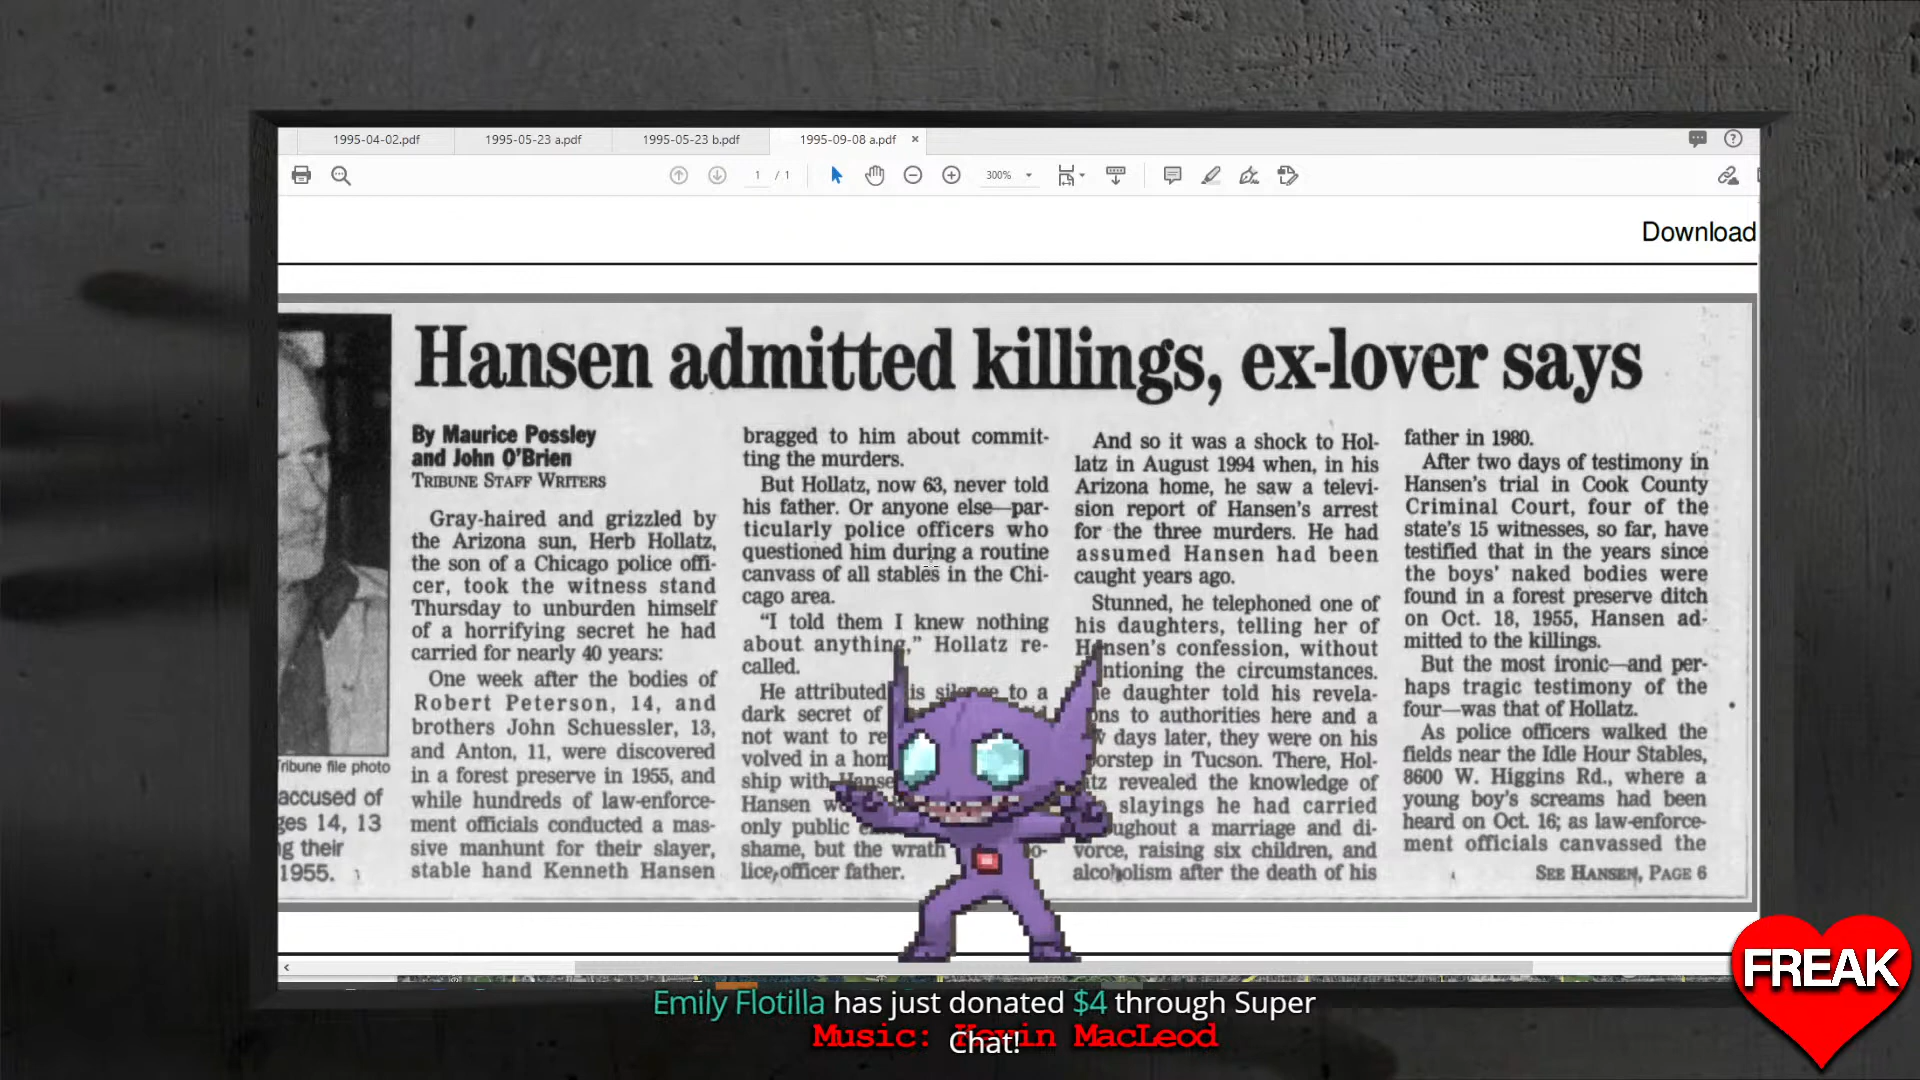 1995-04-02.pdf
1995-05-23 a.pdf
1995-05-23 b.pdf
1995-09-08 a.pdf
1 / 1
300%
Download
Hansen admitted killings, ex-lover says
Tribune file photo
accused of
ges 14, 13
g their
1955.
By Maurice Possley
and John O'Brien
TRIBUNE STAFF WRITERS
Gray-haired and grizzled by
the Arizona sun, Herb Hollatz,
the son of a Chicago police offi-
cer, took the witness stand
Thursday to unburden himself
of a horrifying secret he had
carried for nearly 40 years:
One week after the bodies of
Robert Peterson, 14, and
brothers John Schuessler, 13,
and Anton, 11, were discovered
in a forest preserve in 1955, and
while hundreds of law-enforce-
ment officials conducted a mas-
sive manhunt for their slayer,
stable hand Kenneth Hansen
bragged to him about commit-
ting the murders.
But Hollatz, now 63, never told
his father. Or anyone else—par-
ticularly police officers who
questioned him during a routine
canvass of all stables in the Chi-
cago area.
"I told them I knew nothing
about anything," Hollatz re-
called.
He attributed his silence to a
dark secret of
not want to re
volved in a hom
ship with Hansen
Hansen w
only public
shame, but the wrath
lice officer father.
And so it was a shock to Hol-
latz in August 1994 when, in his
Arizona home, he saw a televi-
sion report of Hansen's arrest
for the three murders. He had
assumed Hansen had been
caught years ago.
Stunned, he telephoned one of
his daughters, telling her of
Hansen's confession, without
ntioning the circumstances.
e daughter told his revela-
ons to authorities here and a
w days later, they were on his
orstep in Tucson. There, Hol-
atz revealed the knowledge of
slayings he had carried
ughout a marriage and di-
vorce, raising six children, and
alcoholism after the death of his
father in 1980.
After two days of testimony in
Hansen's trial in Cook County
Criminal Court, four of the
state's 15 witnesses, so far, have
testified that in the years since
the boys' naked bodies were
found in a forest preserve ditch
on Oct. 18, 1955, Hansen ad-
mitted to the killings.
But the most ironic—and per-
haps tragic testimony of the
four—was that of Hollatz.
As police officers walked the
fields near the Idle Hour Stables,
8600 W. Higgins Rd., where a
young boy's screams had been
heard on Oct. 16; as law-enforce-
ment officials canvassed the
SEE HANSEN, PAGE 6
FREAK
Emily Flotilla has just donated $4 through Super
Chat!
Music: Kevin MacLeod